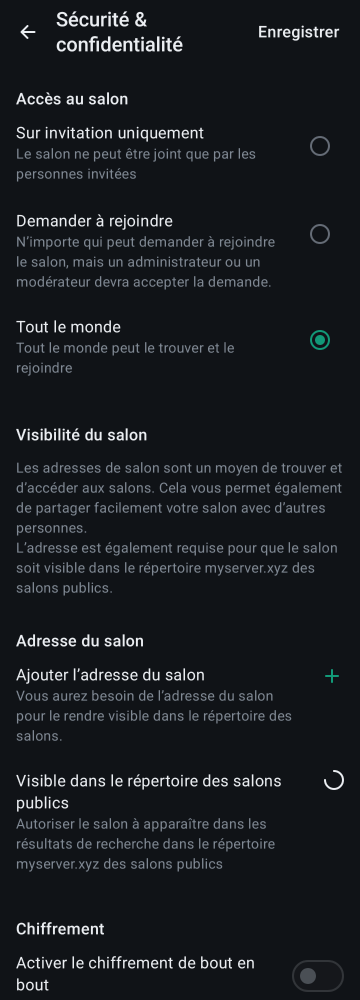 Sécurité &
confidentialité
Enregistrer
Accès au salon
Sur invitation uniquement
Le salon ne peut être joint que par les
personnes invitées
Demander à rejoindre
N’importe qui peut demander à rejoindre
le salon, mais un administrateur ou un
modérateur devra accepter la demande.
Tout le monde
Tout le monde peut le trouver et le
rejoindre
Visibilité du salon
Les adresses de salon sont un moyen de trouver et
d’accéder aux salons. Cela vous permet également
de partager facilement votre salon avec d’autres
personnes.
L’adresse est également requise pour que le salon
soit visible dans le répertoire myserver.xyz des
salons publics.
Adresse du salon
Ajouter l’adresse du salon
Vous aurez besoin de l’adresse du salon
pour le rendre visible dans le répertoire des
salons.
Visible dans le répertoire des salons
publics
Autoriser le salon à apparaître dans les
résultats de recherche dans le répertoire
myserver.xyz des salons publics
Chiffrement
Activer le chiffrement de bout en
bout